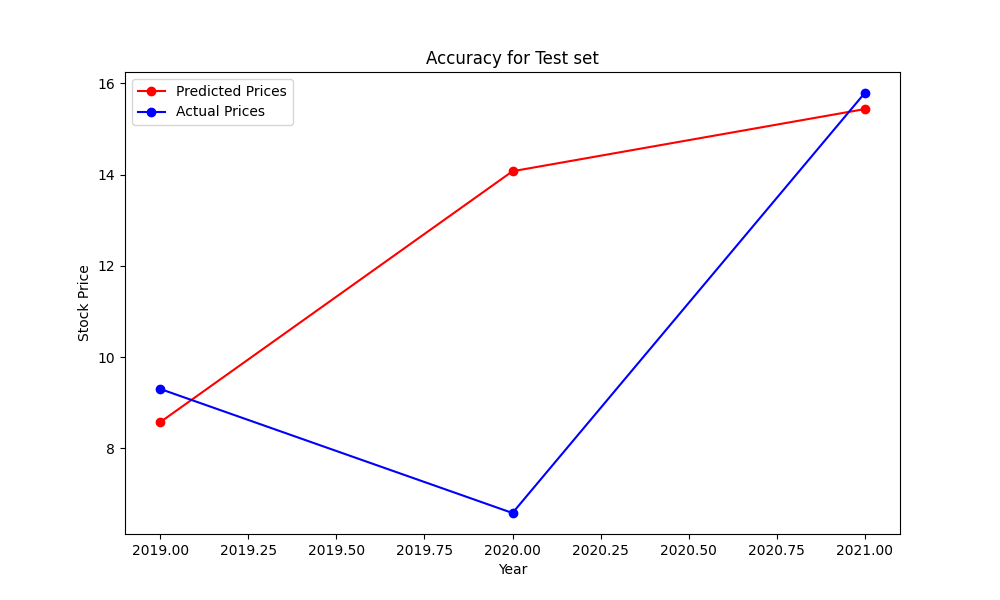 Accuracy for Test set
Predicted Prices
Actual Prices
Stock Price
16
14
12
10
8
2019.00 2019.25 2019.50 2019.75 2020.00 2020.25 2020.50 2020.75 2021.00
Year